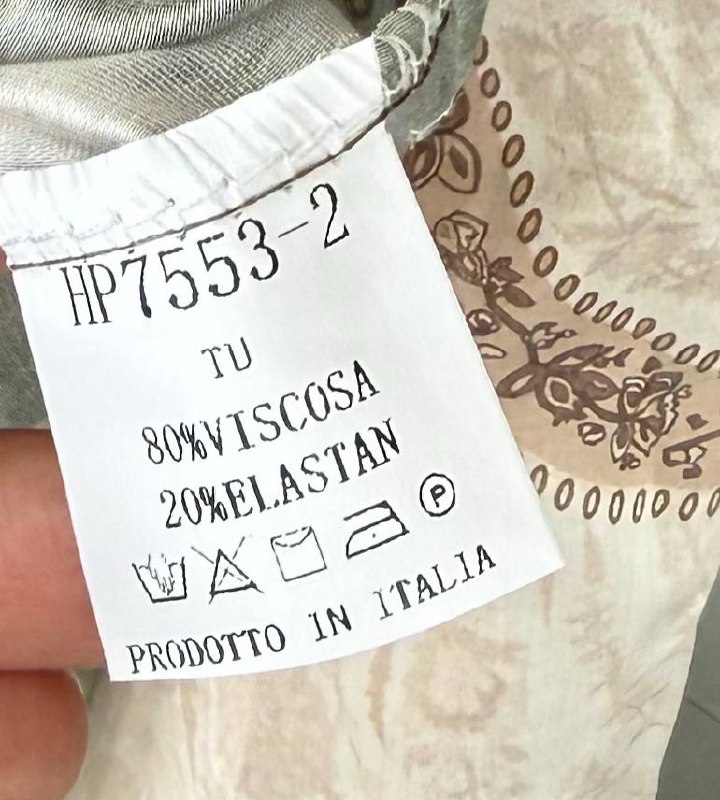 HP7553-2
TU
80%VISCOSA
20%ELASTAN
P
PRODOTTO IN ITALIA